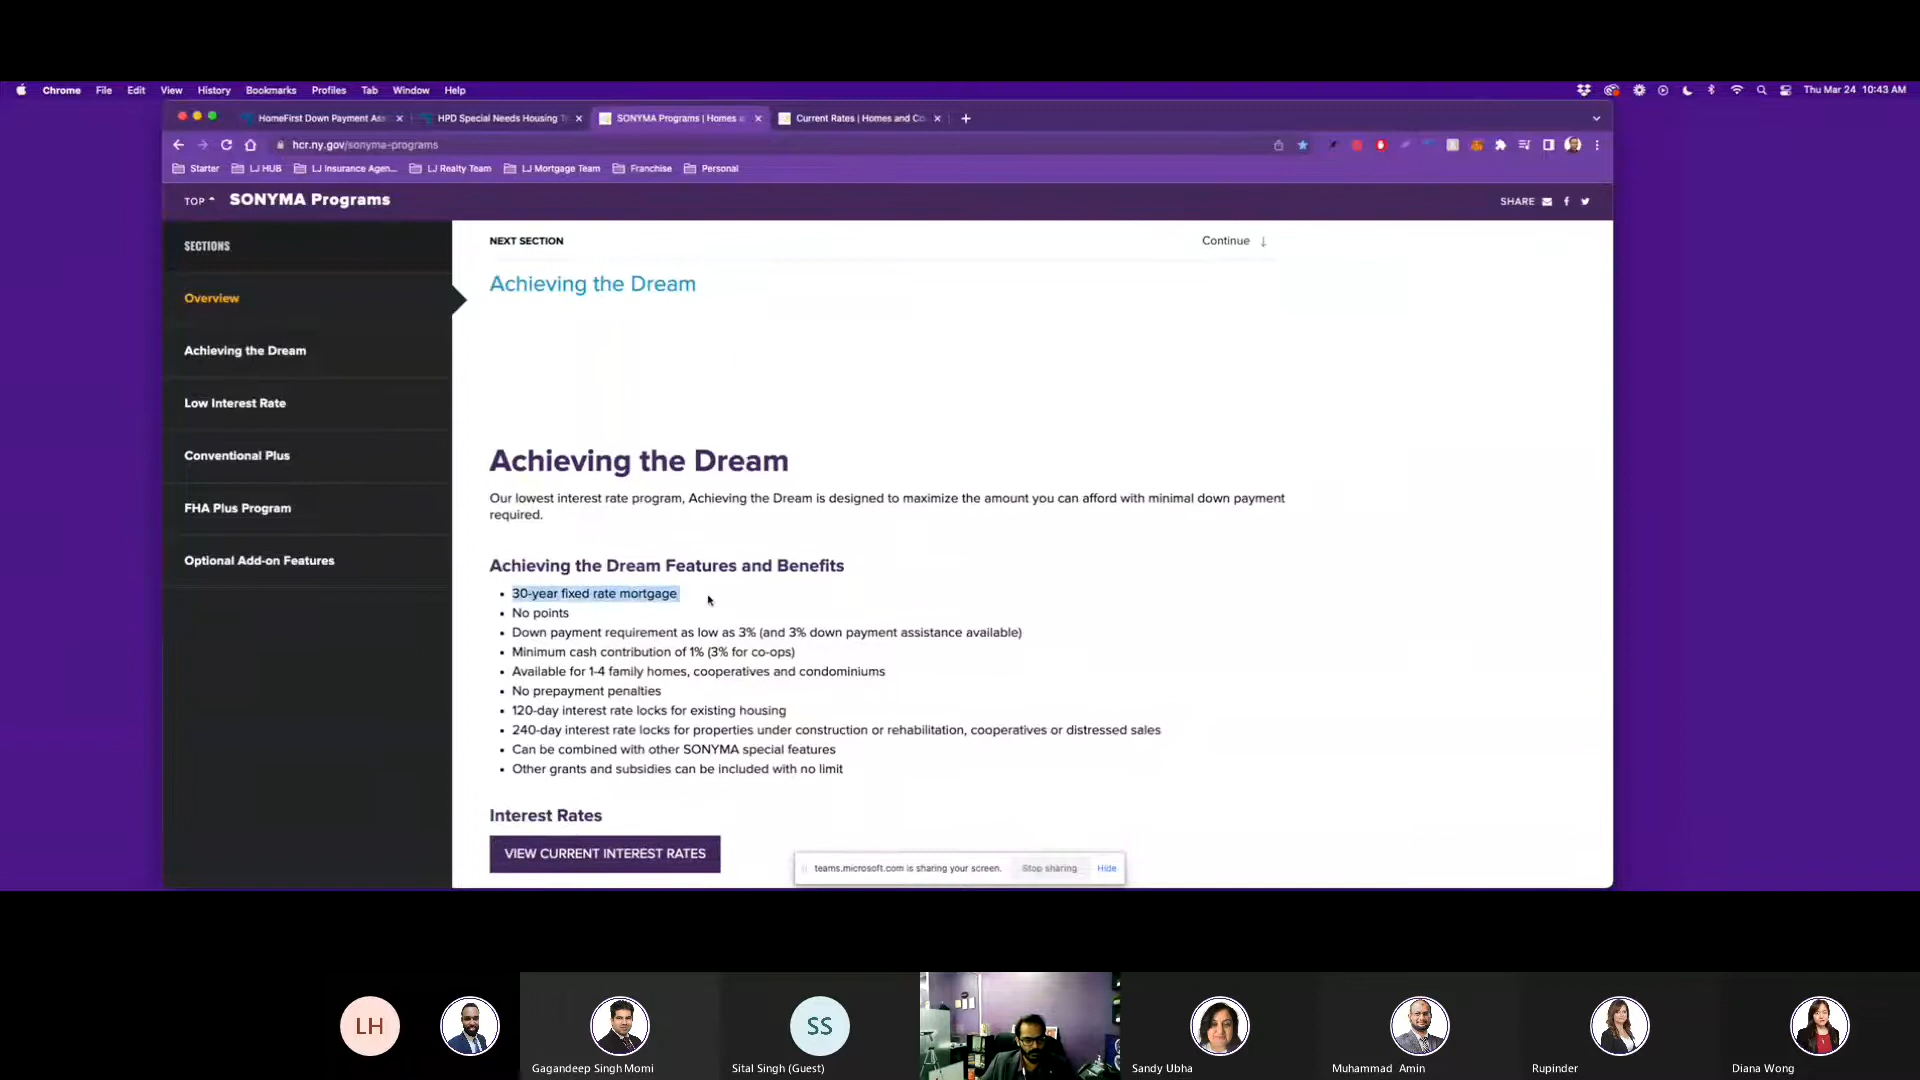 Chrome File Edit View History Bookmarks Profiles Tab Window Help
Thu Mar 24 10:43 AM
HomeFirst Down Payment Ass
HPD Special Needs Housing
SONYMA Programs | Homes
Current Rates | Homes and Co
hcr.ny.gov/sonyma-programs
Starter LJ HUB LJ Insurance Agen... LJ Realty Team LJ Mortgage Team Franchise Personal
TOP SONYMA Programs
SHARE
SECTIONS
Overview
Achieving the Dream
Low Interest Rate
Conventional Plus
FHA Plus Program
Optional Add-on Features
NEXT SECTION
Continue ↓
Achieving the Dream
Achieving the Dream
Our lowest interest rate program, Achieving the Dream is designed to maximize the amount you can afford with minimal down payment
required.
Achieving the Dream Features and Benefits
• 30-year fixed rate mortgage
• No points
• Down payment requirement as low as 3% (and 3% down payment assistance available)
• Minimum cash contribution of 1% (3% for co-ops)
• Available for 1-4 family homes, cooperatives and condominiums
• No prepayment penalties
• 120-day interest rate locks for existing housing
• 240-day interest rate locks for properties under construction or rehabilitation, cooperatives or distressed sales
• Can be combined with other SONYMA special features
• Other grants and subsidies can be included with no limit
Interest Rates
VIEW CURRENT INTEREST RATES
teams.microsoft.com is sharing your screen. Stop sharing Hide
LH
SS
Gagandeep Singh Momi
Sital Singh (Guest)
Sandy Ubha
Muhammad Amin
Rupinder
Diana Wong